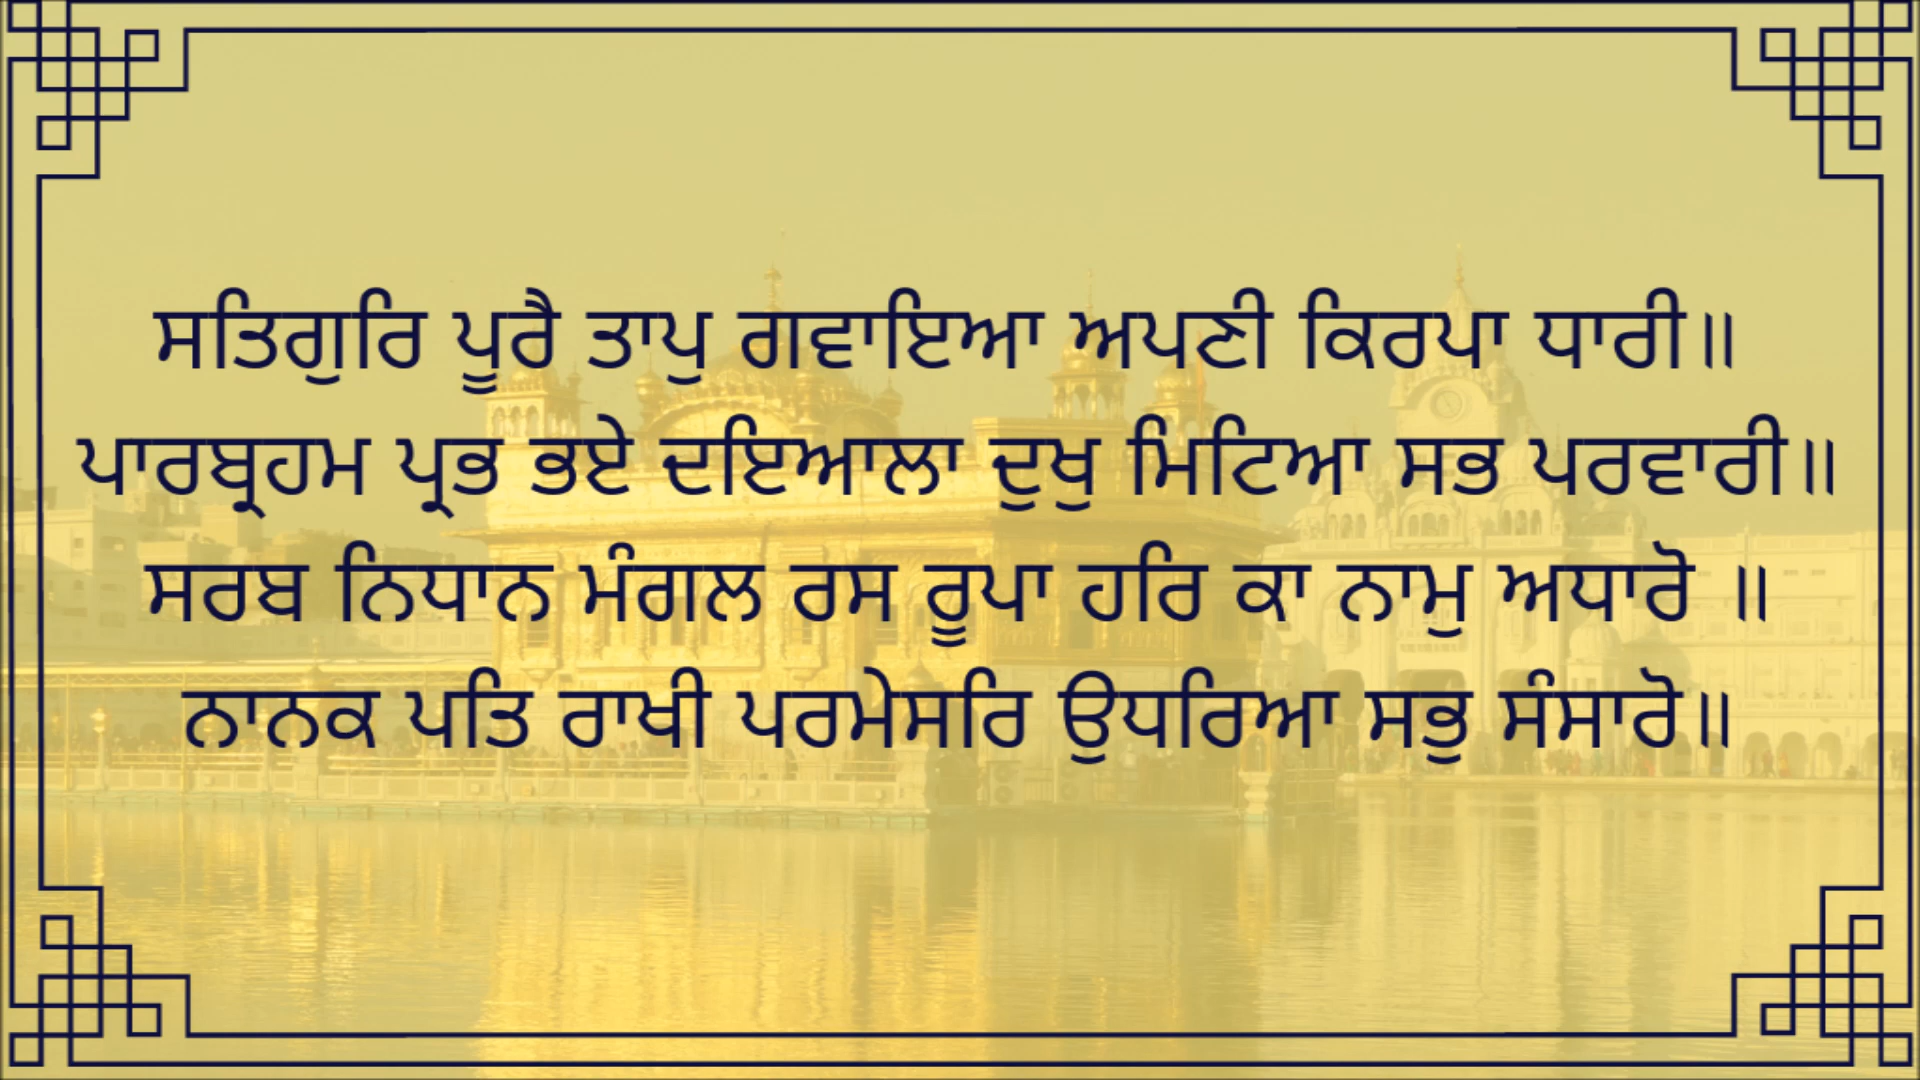 ਸਤਿਗੁਰਿ ਪੂਰੈ ਤਾਪੁ ਗਵਾਇਆ ਅਪਣੀ ਕਿਰਪਾ ਧਾਰੀ॥
ਪਾਰਬ੍ਰਹਮ ਪ੍ਰਭ ਭਏ ਦਇਆਲਾ ਦੁਖੁ ਮਿਟਿਆ ਸਭ ਪਰਵਾਰੀ॥
ਸਰਬ ਨਿਧਾਨ ਮੰਗਲ ਰਸ ਰੂਪਾ ਹਰਿ ਕਾ ਨਾਮੁ ਅਧਾਰੋ ॥
ਨਾਨਕ ਪਤਿ ਰਾਖੀ ਪਰਮੇਸਰਿ ਉਧਰਿਆ ਸਭੁ ਸੰਸਾਰੋ॥